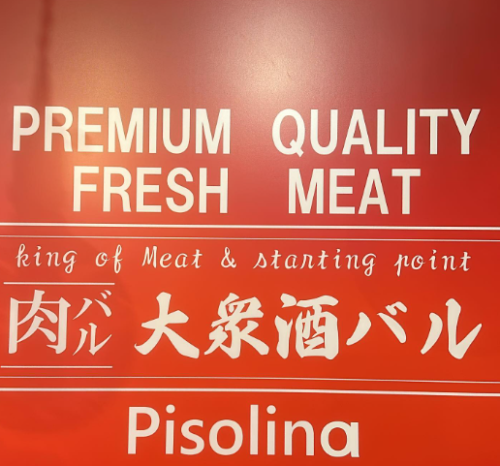 PREMIUM QUALITY
FRESH MEAT
king of Meat & starting point
肉バル 大衆酒バル
Pisolina